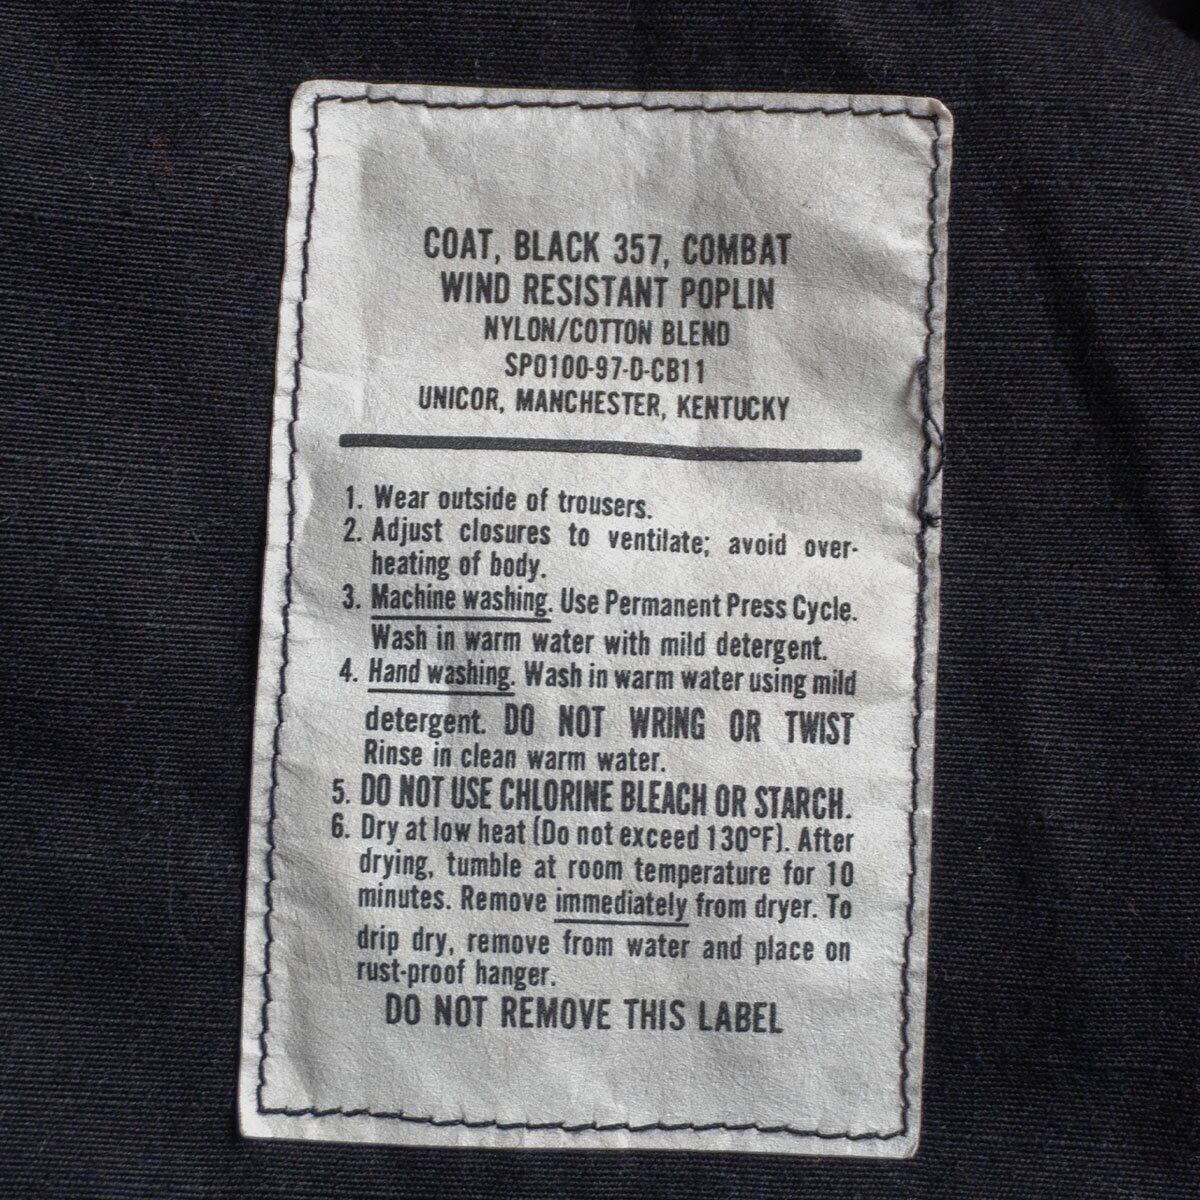 COAT, BLACK 357, COMBAT
WIND RESISTANT POPLIN
NYLON/COTTON BLEND
SPO100-97-D-CB11
UNICOR, MANCHESTER, KENTUCKY
1. Wear outside of trousers.
2. Adjust closures to ventilate; avoid over-
heating of body.
3. Machine washing. Use Permanent Press Cycle.
Wash in warm water with mild detergent.
4. Hand washing. Wash in warm water using mild
detergent. DO NOT WRING OR TWIST
Rinse in clean warm water.
5. DO NOT USE CHLORINE BLEACH OR STARCH.
6. Dry at low heat (Do not exceed 130°F). After
drying, tumble at room temperature for 10
minutes. Remove immediately from dryer. To
drip dry, remove from water and place on
rust-proof hanger.
DO NOT REMOVE THIS LABEL